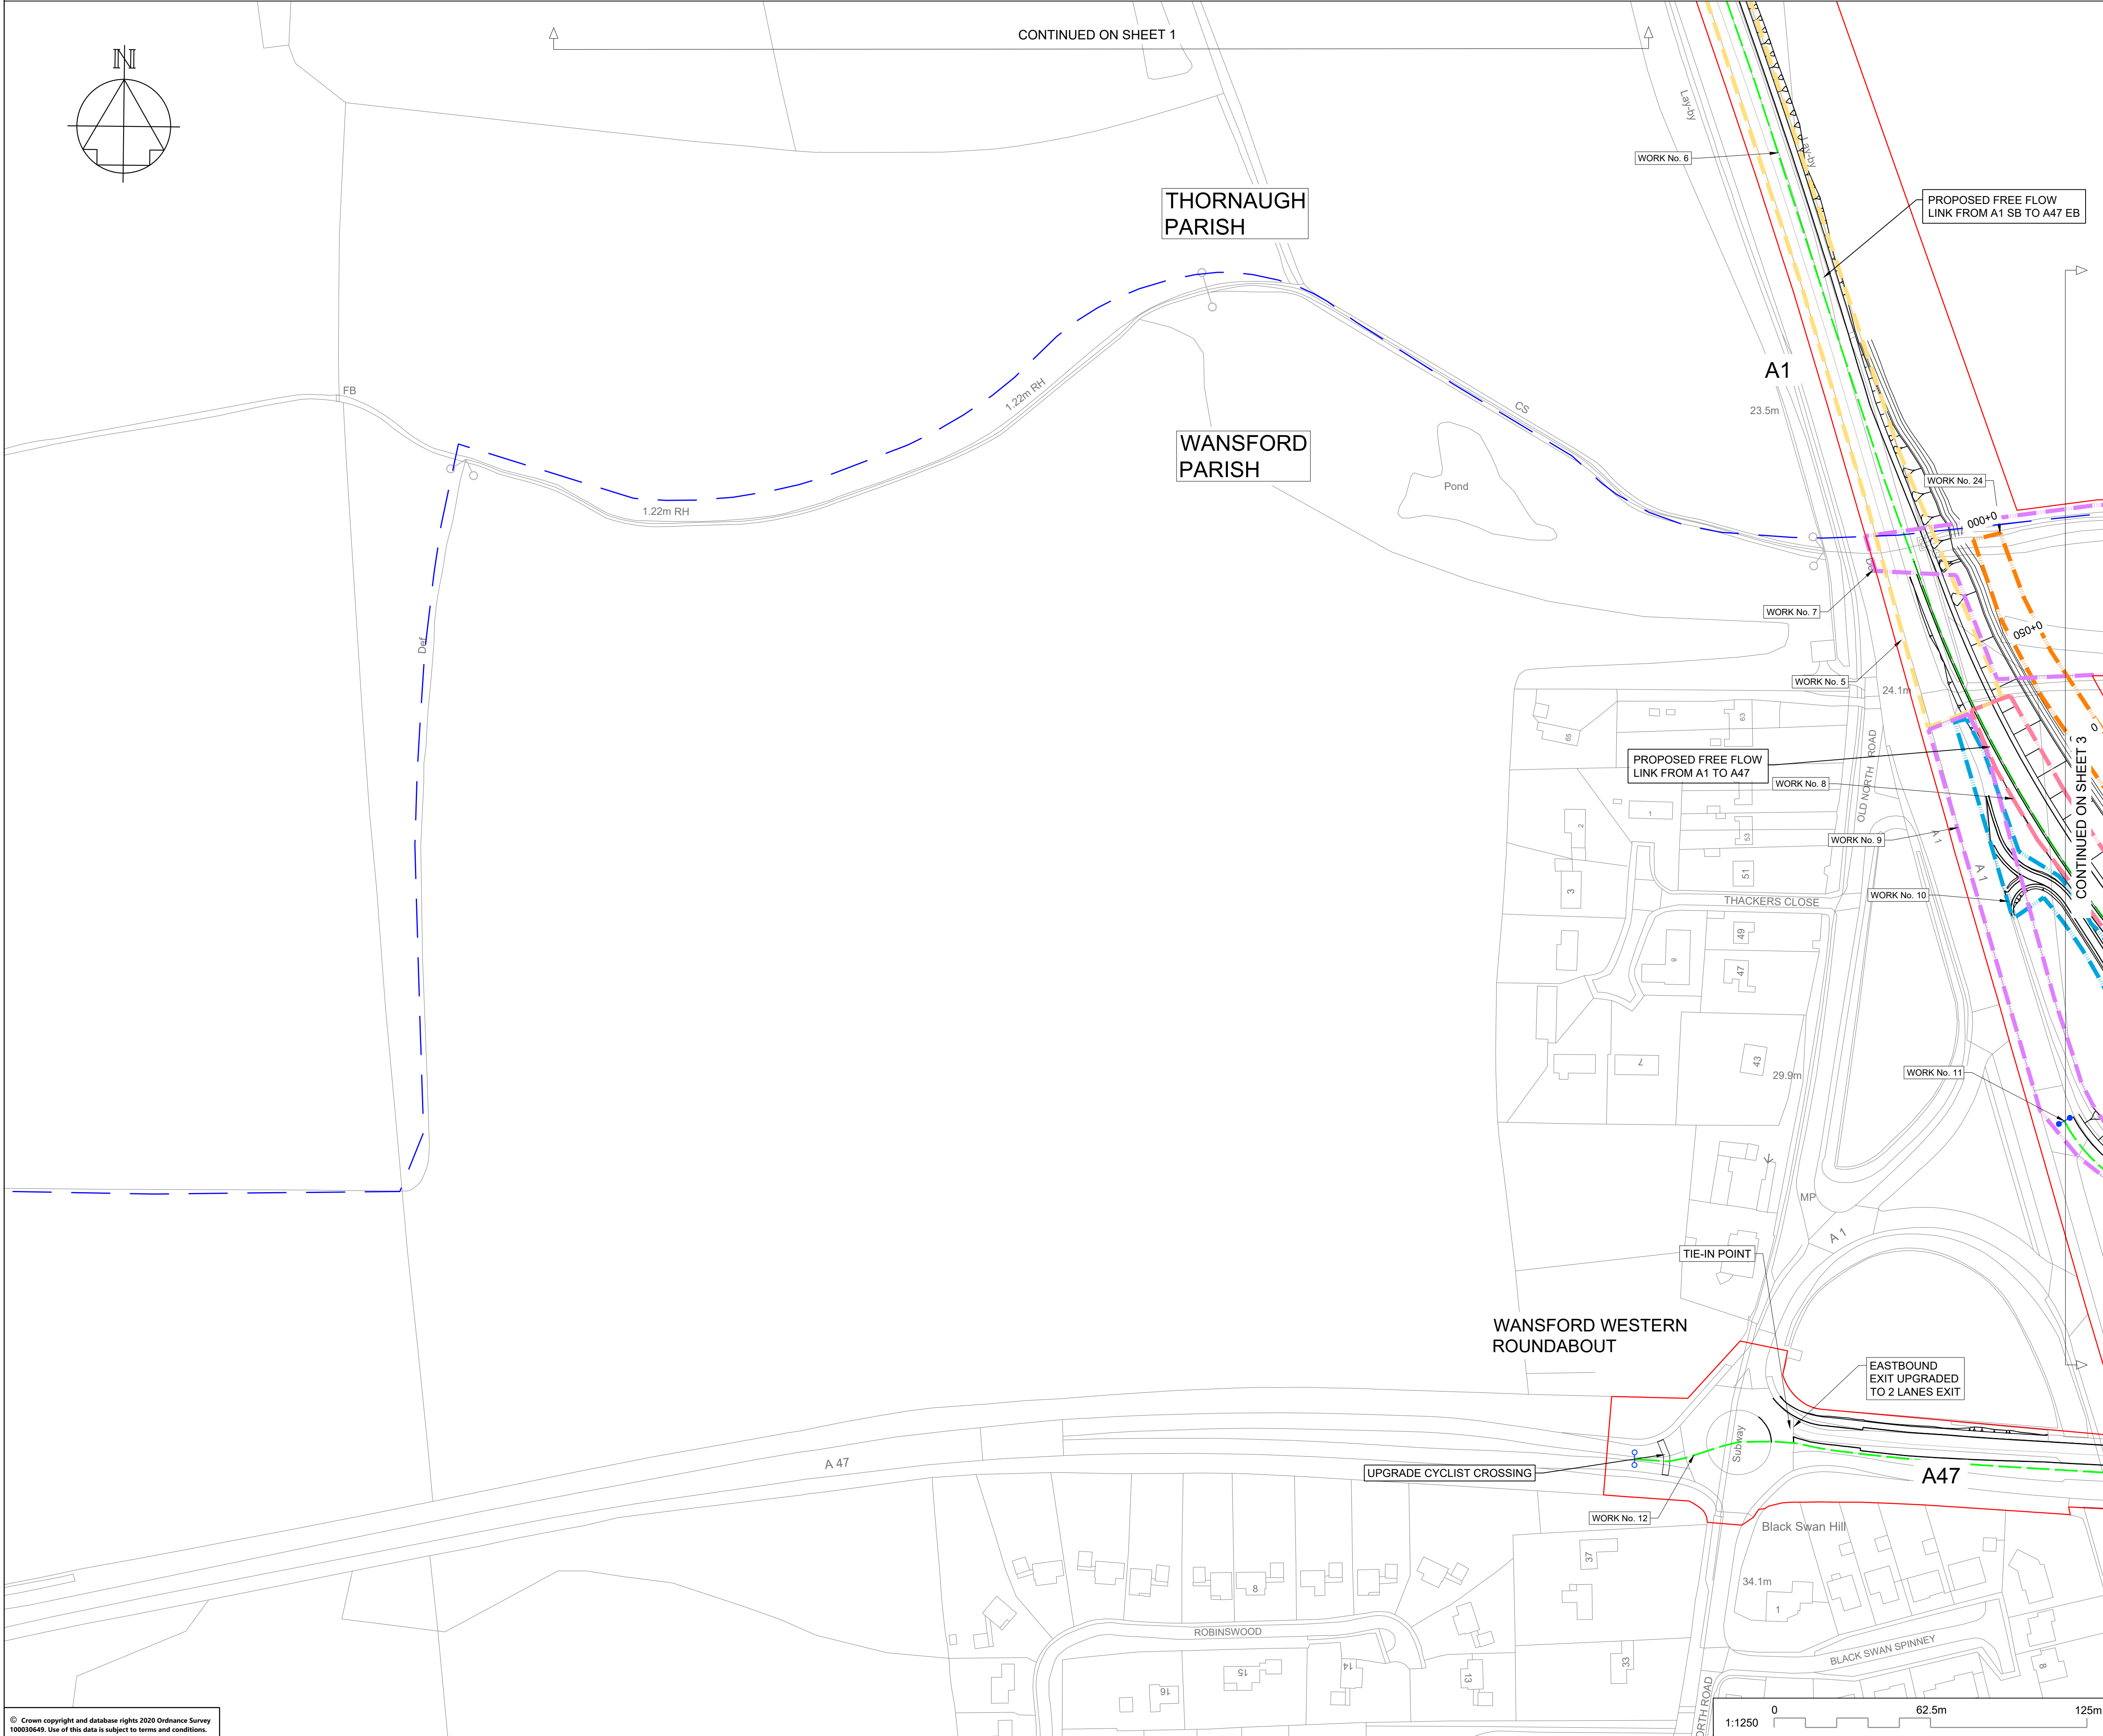 CONTINUED ON SHEET 1
N
Lay-by
Lay-by
WORK No. 6
THORNAUGH
PARISH
PROPOSED FREE FLOW
LINK FROM A1 SB TO A47 EB
A1
23.5m
FB
1.22m RH
CS
WANSFORD
PARISH
Pond
WORK No. 24
1.22m RH
0+000
WORK No. 7
0+050
Def
WORK No. 5
24.1m
63
65
OLD NORTH ROAD
PROPOSED FREE FLOW
LINK FROM A1 TO A47
WORK No. 8
CONTINUED ON SHEET 3
1
2
53
WORK No. 9
A 1
A 1
51
3
WORK No. 10
THACKERS CLOSE
49
47
9
43
7
29.9m
WORK No. 11
MP
A 1
TIE-IN POINT
WANSFORD WESTERN
ROUNDABOUT
EASTBOUND
EXIT UPGRADED
TO 2 LANES EXIT
Subway
A 47
UPGRADE CYCLIST CROSSING
A47
WORK No. 12
Black Swan Hill
37
34.1m
8
1
ROBINSWOOD
BLACK SWAN SPINNEY
15
14
13
33
8
16
ORTH ROAD
0
62.5m
125m
1:1250
© Crown copyright and database rights 2020 Ordnance Survey
100030649. Use of this data is subject to terms and conditions.